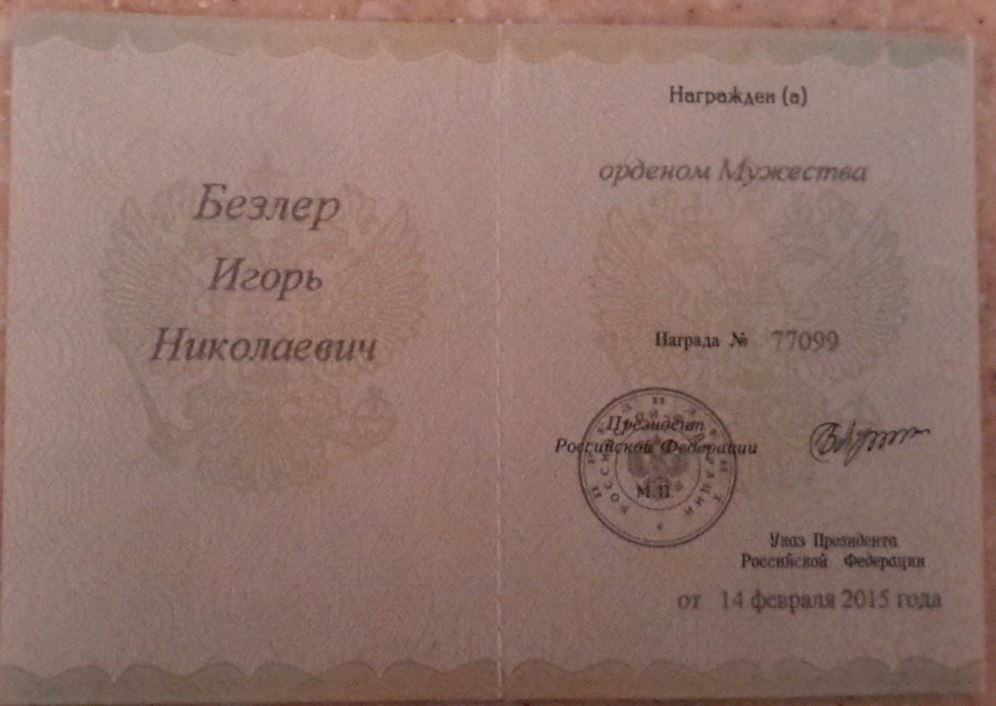 Безлер
Игорь
Николаевич
Награжден (а)
орденом Мужества
Награда № 77099
Президент
Российской Федерации
М.П.
Указ Президента
Российской Федерации
от 14 февраля 2015 года